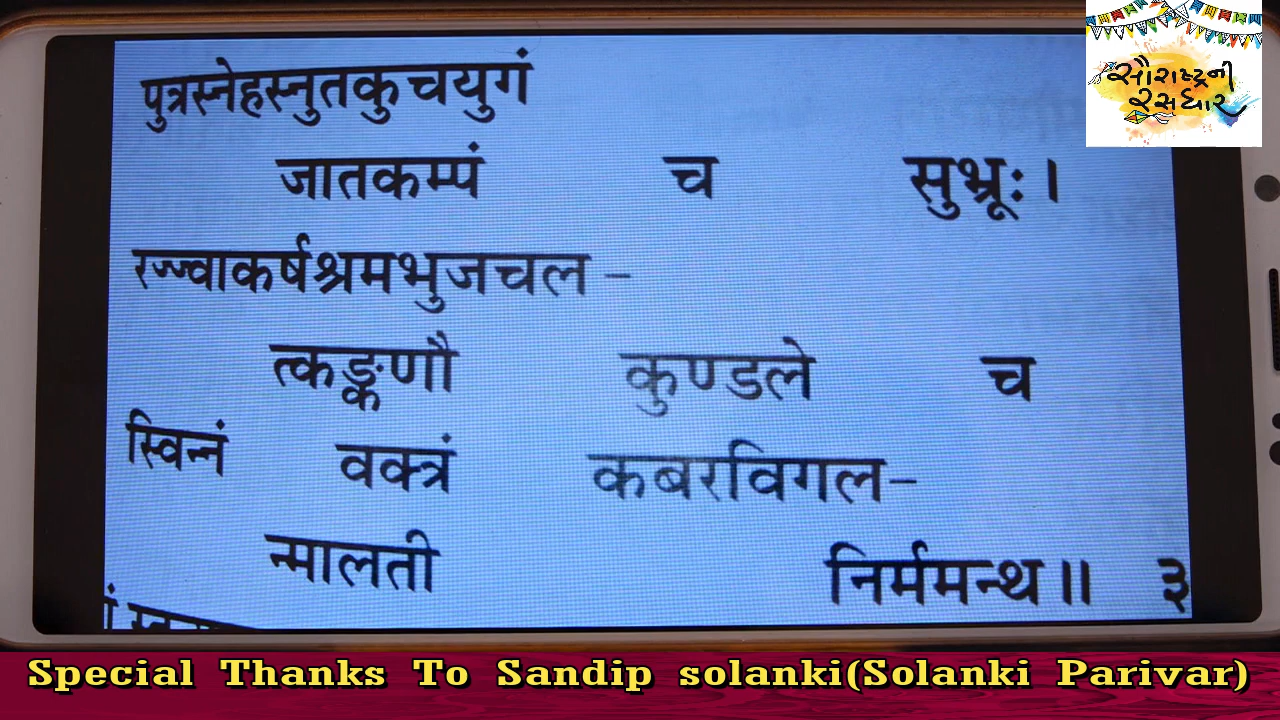 સૌરાષ્ટ્રની
રસધાર
पुत्रस्नेहस्नुतकुचयुगं
जातकम्पं च सुभ्रूः ।
रज्ज्वाकर्षश्रमभुजचल-
त्कङ्कणौ कुण्डले च
स्विन्नं वक्त्रं कबरविगल-
न्मालती निर्ममन्थ ॥ ३
Special Thanks To Sandip solanki(Solanki Parivar)